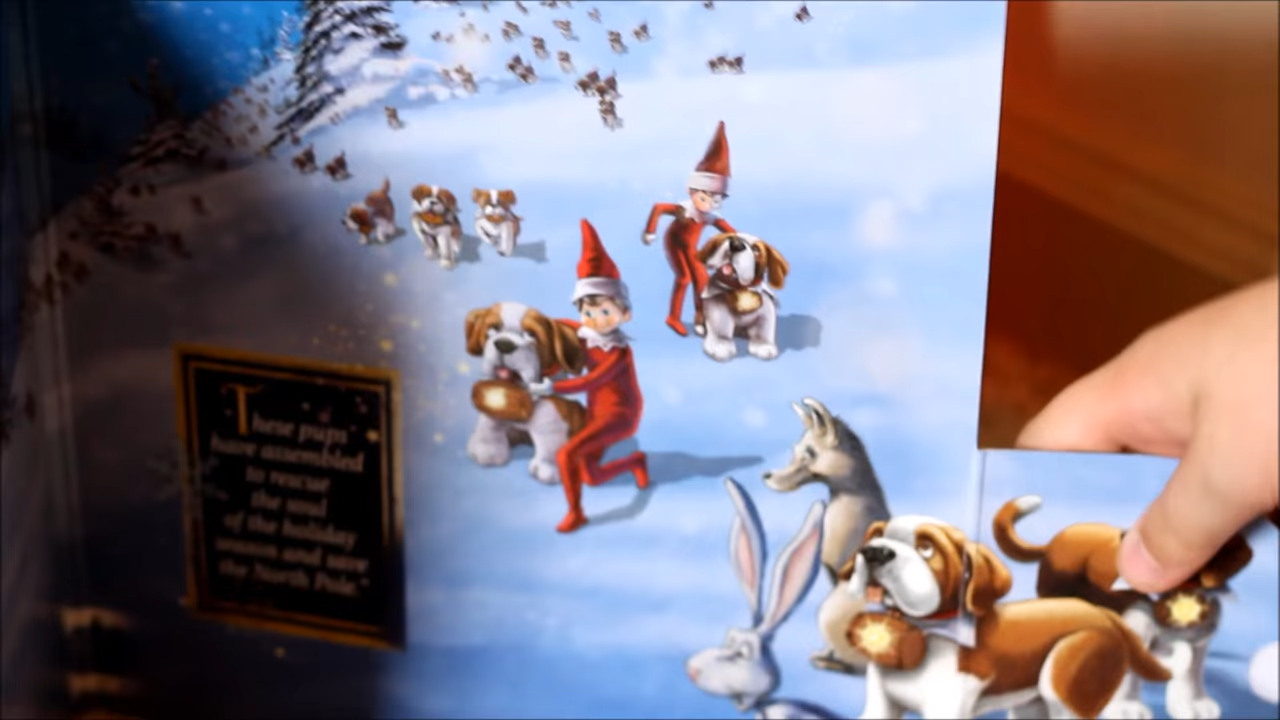 These pups
have assembled
to rescue
the soul
of the holiday
season and save
the North Pole."